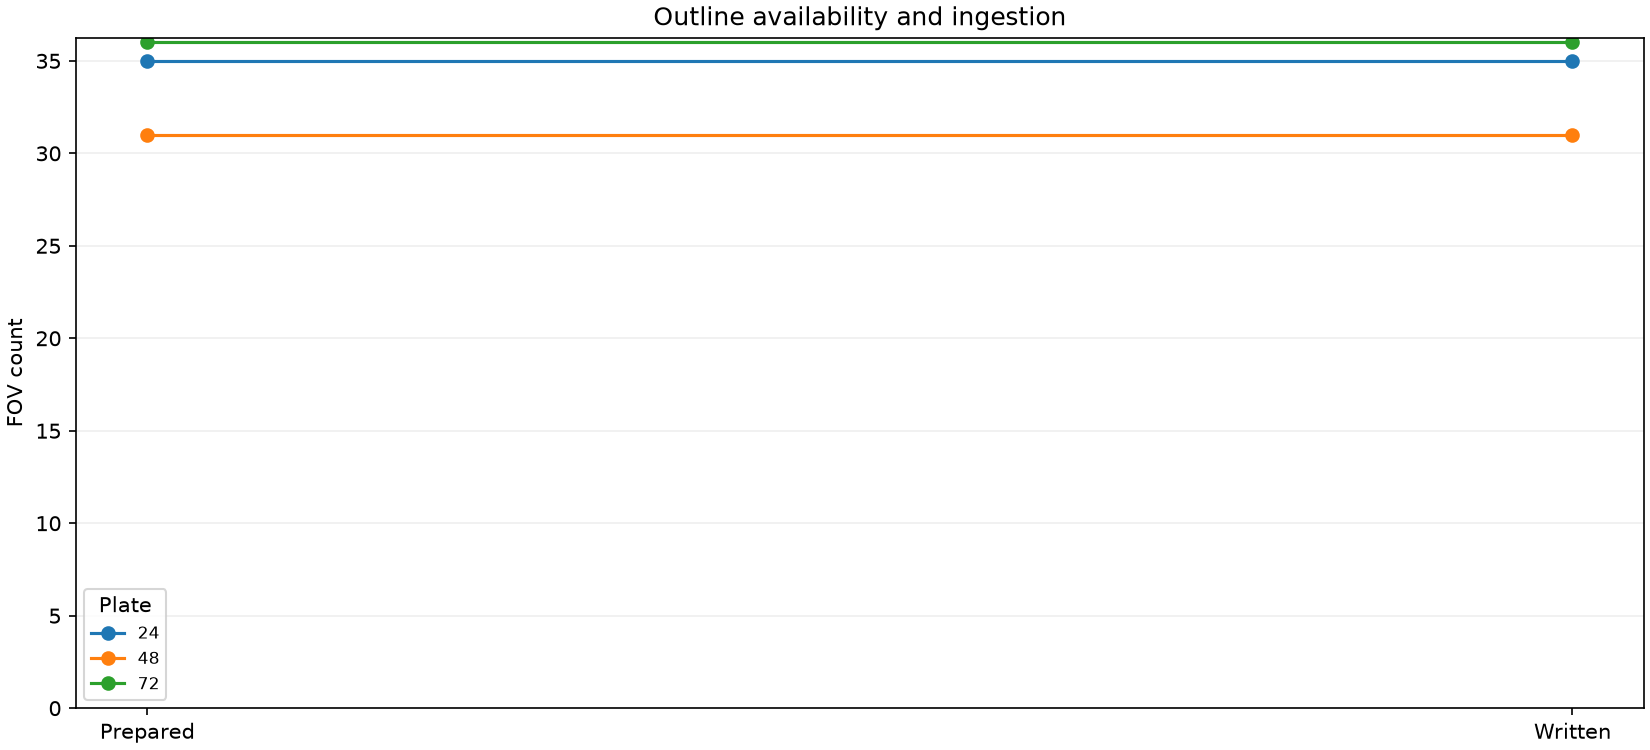 Outline availability and ingestion
FOV count
35
30
25
20
15
10
5
0
Plate
24
48
72
Prepared
Written